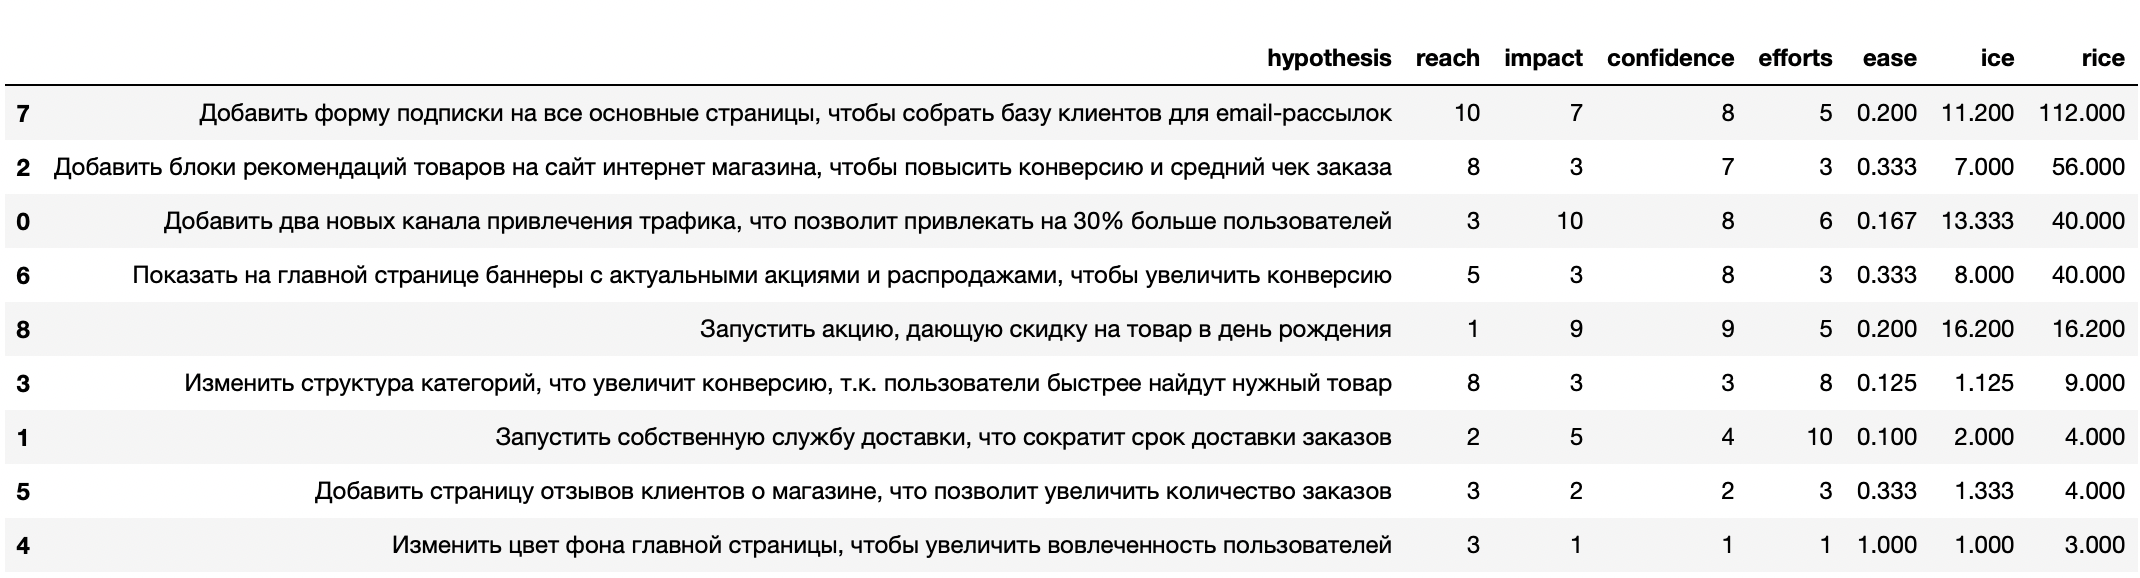 hypothesis reach impact confidence efforts ease ice rice
7 Добавить форму подписки на все основные страницы, чтобы собрать базу клиентов для email-рассылок 10 7 8 5 0.200 11.200 112.000
2 Добавить блоки рекомендаций товаров на сайт интернет магазина, чтобы повысить конверсию и средний чек заказа 8 3 7 3 0.333 7.000 56.000
0 Добавить два новых канала привлечения трафика, что позволит привлекать на 30% больше пользователей 3 10 8 6 0.167 13.333 40.000
6 Показать на главной странице баннеры с актуальными акциями и распродажами, чтобы увеличить конверсию 5 3 8 3 0.333 8.000 40.000
8 Запустить акцию, дающую скидку на товар в день рождения 1 9 9 5 0.200 16.200 16.200
3 Изменить структура категорий, что увеличит конверсию, т.к. пользователи быстрее найдут нужный товар 8 3 3 8 0.125 1.125 9.000
1 Запустить собственную службу доставки, что сократит срок доставки заказов 2 5 4 10 0.100 2.000 4.000
5 Добавить страницу отзывов клиентов о магазине, что позволит увеличить количество заказов 3 2 2 3 0.333 1.333 4.000
4 Изменить цвет фона главной страницы, чтобы увеличить вовлеченность пользователей 3 1 1 1 1.000 1.000 3.000